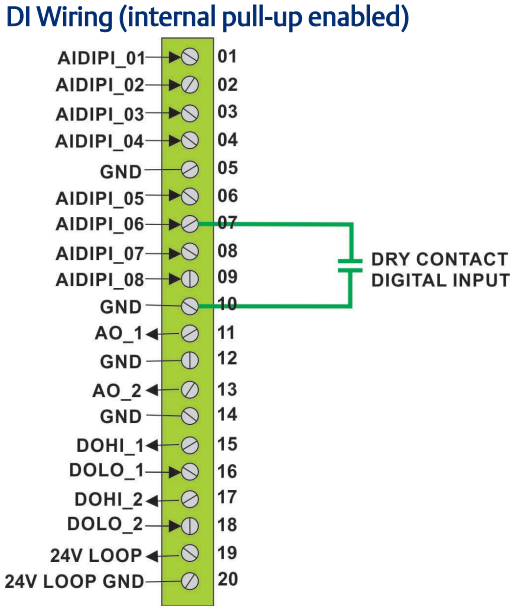 DI Wiring (internal pull-up enabled)
AIDIPI_01 01
AIDIPI_02 02
AIDIPI_03 03
AIDIPI_04 04
GND 05
AIDIPI_05 06
AIDIPI_06 07
AIDIPI_07 08
DRY CONTACT
DIGITAL INPUT
AIDIPI_08 09
GND 10
AO_1 11
GND 12
AO_2 13
GND 14
DOHI_1 15
DOLO_1 16
DOHI_2 17
DOLO_2 18
24V LOOP 19
24V LOOP GND 20